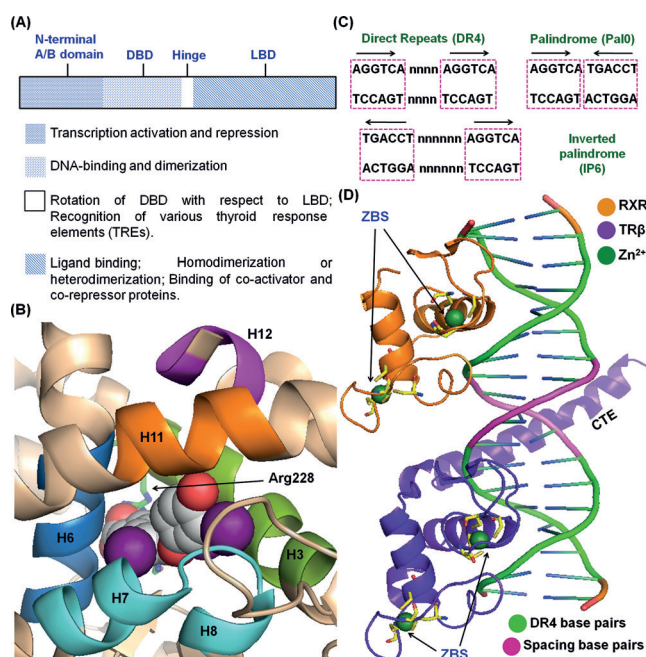 (A)
N-terminal
A/B domain
DBD
Hinge
LBD
Transcription activation and repression
DNA-binding and dimerization
Rotation of DBD with respect to LBD;
Recognition of various thyroid response
elements (TREs).
Ligand binding; Homodimerization or
heterodimerization; Binding of co-activator and
co-repressor proteins.
(B)
H12
H11
Arg228
H6
H3
H7
H8
(C)
Direct Repeats (DR4)
AGGTCA nnnn AGGTCA
TCCAGT nnnn TCCAGT
Palindrome (Pal0)
AGGTCA TGACCT
TCCAGT ACTGGA
TGACCT nnnnnn AGGTCA
ACTGGA nnnnnn TCCAGT
Inverted
palindrome
(IP6)
(D)
ZBS
RXR
TRβ
Zn²⁺
CTE
ZBS
DR4 base pairs
Spacing base pairs